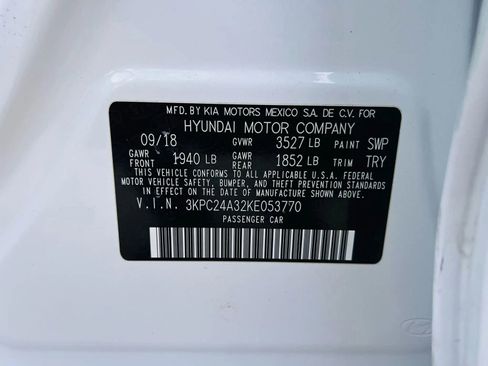 MFD. BY KIA MOTORS MEXICO S.A. DE C.V. FOR
HYUNDAI MOTOR COMPANY
09/18 GVWR 3527 LB PAINT SWP
GAWR FRONT 1940 LB GAWR REAR 1852 LB TRIM TRY
THIS VEHICLE CONFORMS TO ALL APPLICABLE U.S.A. FEDERAL
MOTOR VEHICLE SAFETY, BUMPER, AND THEFT PREVENTION
STANDARDS IN EFFECT ON THE DATE OF MANUFACTURE SHOWN ABOVE.
V.I.N. 3KPC24A32KE053770
PASSENGER CAR